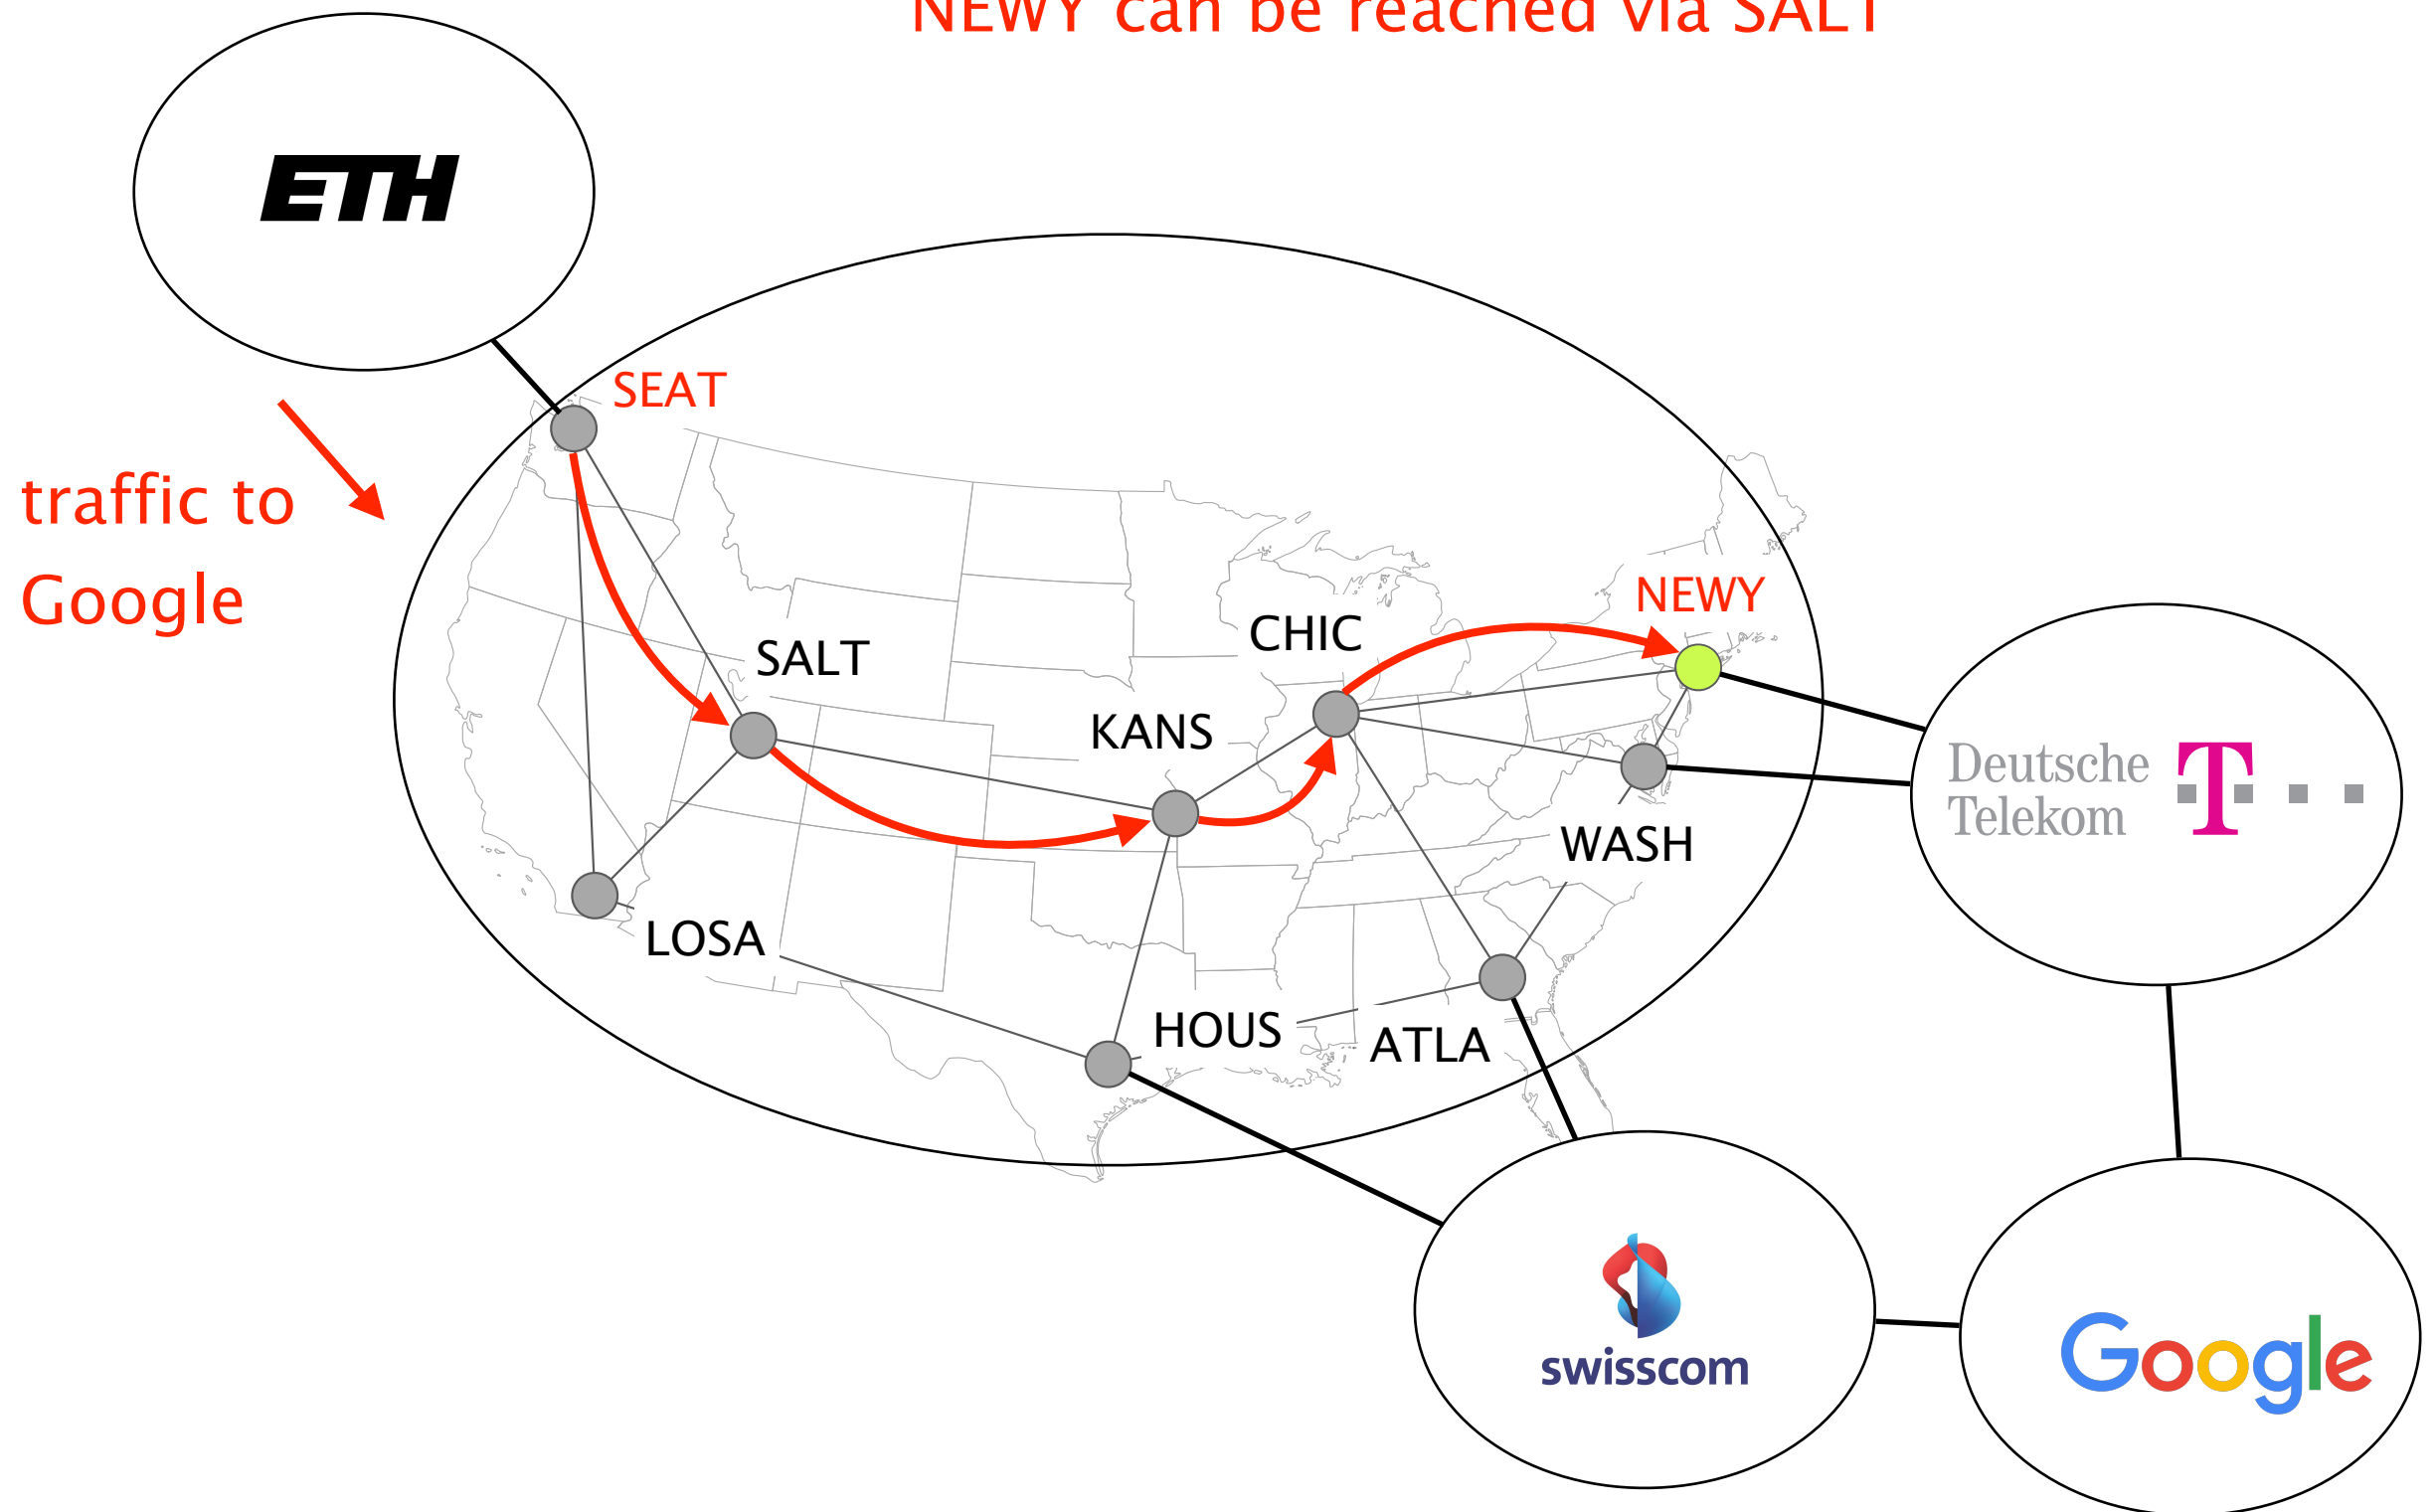 NEWY can be reached via SALT
ETH
SEAT
traffic to
Google
NEWY
CHIC
SALT
KANS
Deutsche
Telekom
T
WASH
LOSA
HOUS
ATLA
swisscom
Google